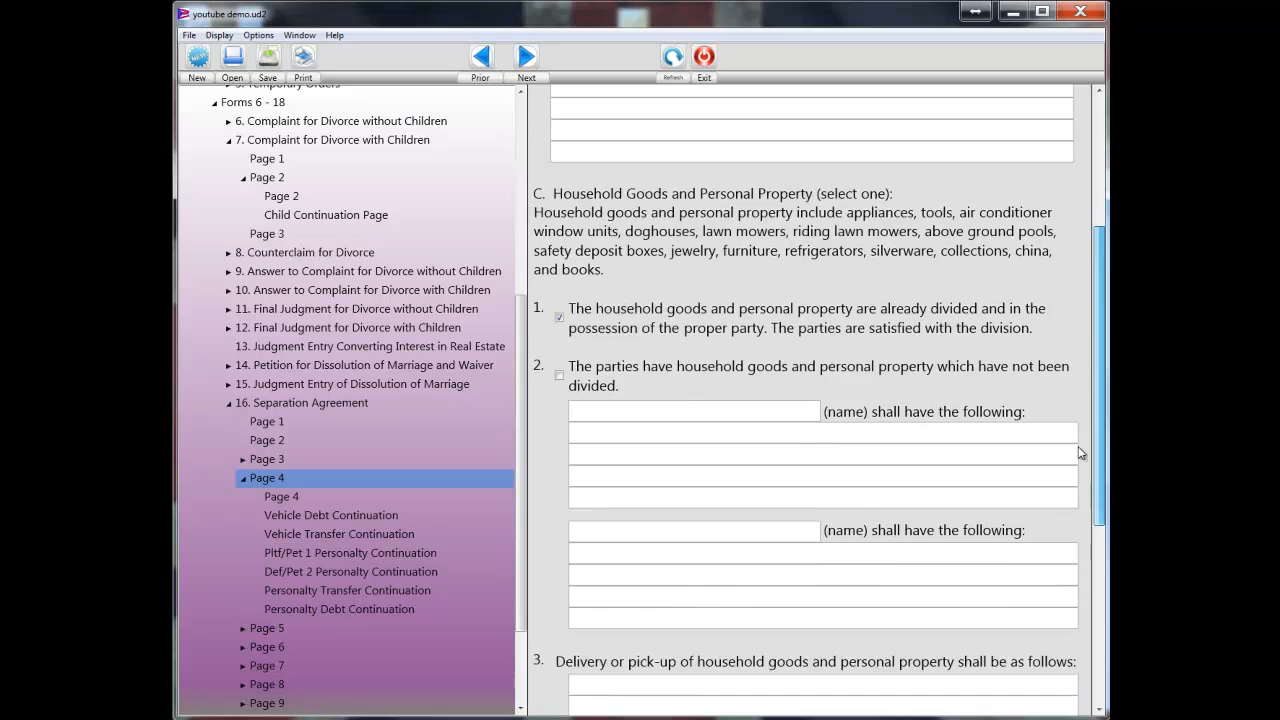 youtube demo.ud2
File Display Options Window Help
New Open Save Print Prior Next Refresh Exit
5. Temporary Orders
Forms 6 - 18
6. Complaint for Divorce without Children
7. Complaint for Divorce with Children
Page 1
Page 2
Page 2
Child Continuation Page
Page 3
8. Counterclaim for Divorce
9. Answer to Complaint for Divorce without Children
10. Answer to Complaint for Divorce with Children
11. Final Judgment for Divorce without Children
12. Final Judgment for Divorce with Children
13. Judgment Entry Converting Interest in Real Estate
14. Petition for Dissolution of Marriage and Waiver
15. Judgment Entry of Dissolution of Marriage
16. Separation Agreement
Page 1
Page 2
Page 3
Page 4
Page 4
Vehicle Debt Continuation
Vehicle Transfer Continuation
Pltf/Pet 1 Personalty Continuation
Def/Pet 2 Personalty Continuation
Personalty Transfer Continuation
Personalty Debt Continuation
Page 5
Page 6
Page 7
Page 8
Page 9
C. Household Goods and Personal Property (select one):
Household goods and personal property include appliances, tools, air conditioner
window units, doghouses, lawn mowers, riding lawn mowers, above ground pools,
safety deposit boxes, jewelry, furniture, refrigerators, silverware, collections, china,
and books.
1. The household goods and personal property are already divided and in the
possession of the proper party. The parties are satisfied with the division.
2. The parties have household goods and personal property which have not been
divided.
(name) shall have the following:
(name) shall have the following:
3. Delivery or pick-up of household goods and personal property shall be as follows: